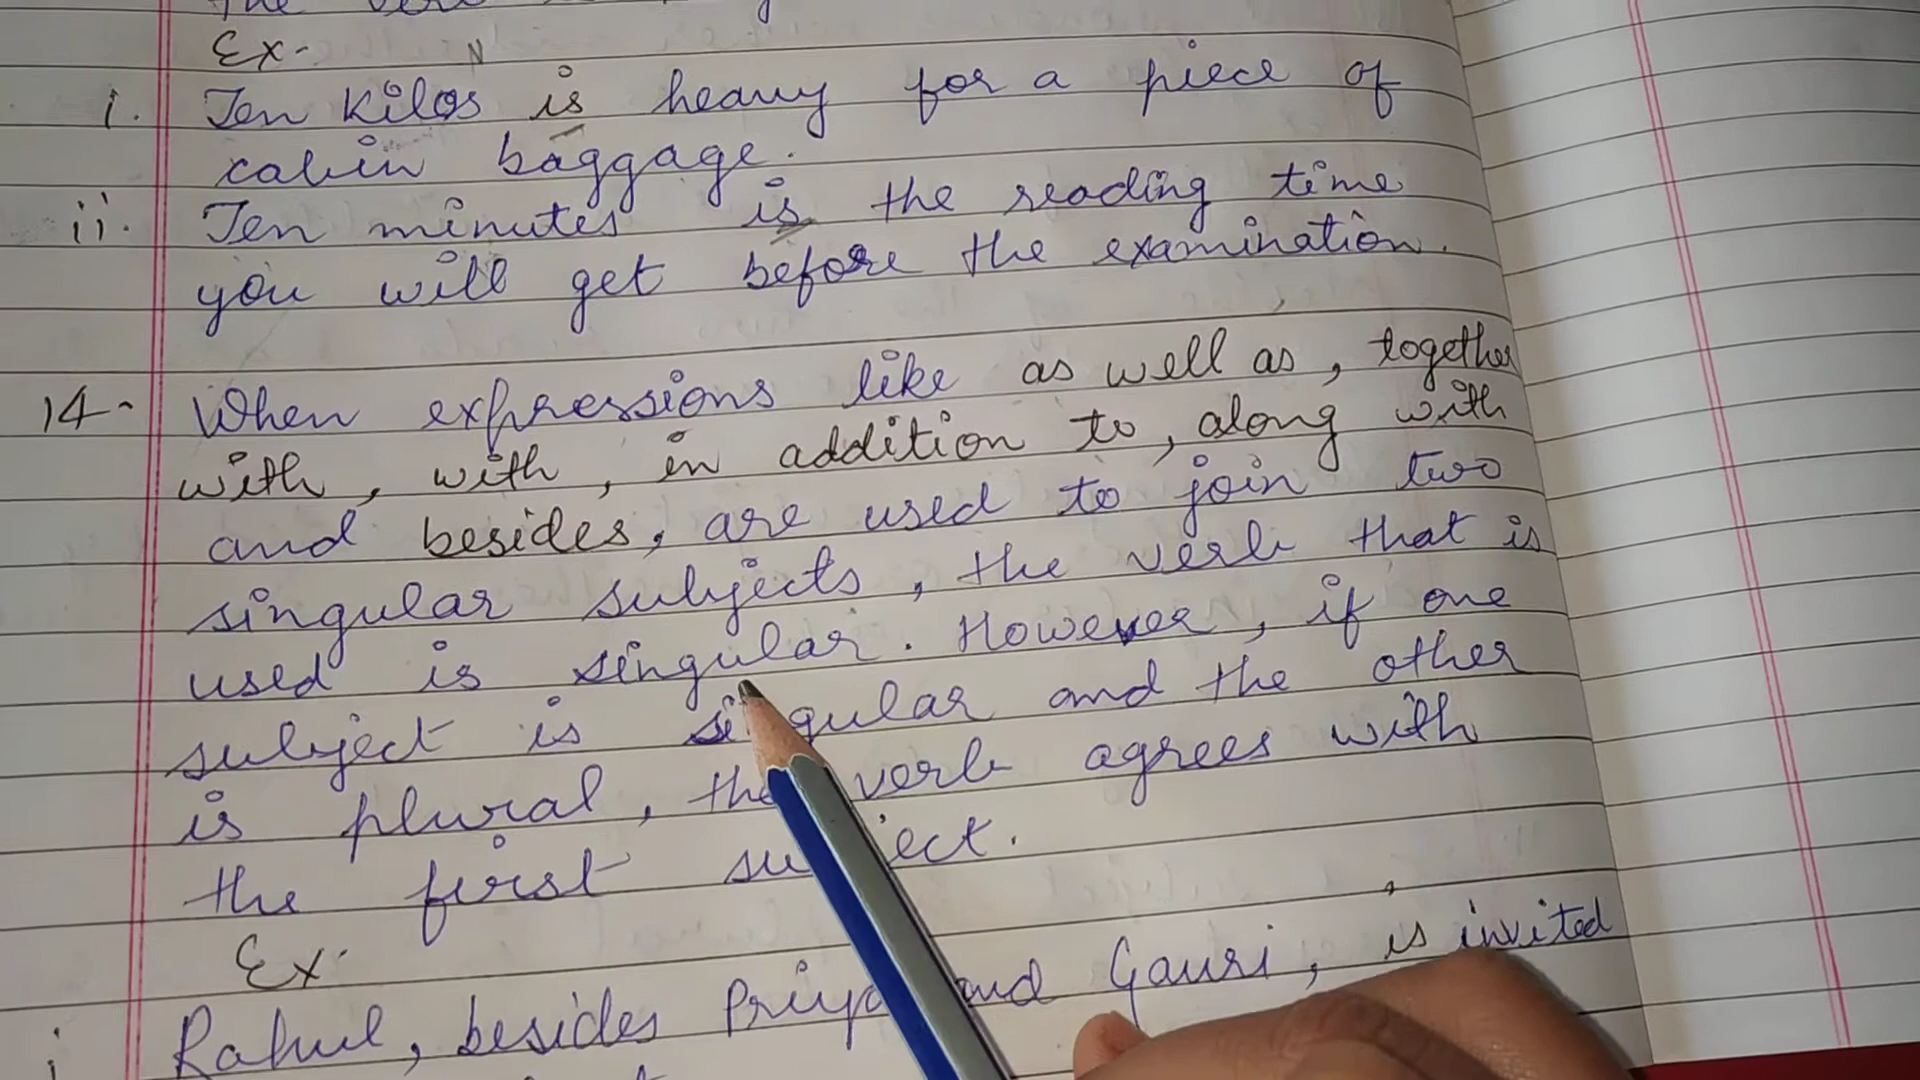 Ex-
i. Ten kilos is heavy for a piece of
cabin baggage.
ii. Ten minutes is the reading time
you will get before the examination.
14- When expressions like as well as, together
with, with, in addition to, along with
and besides, are used to join two
singular subjects, the verb that is
used is singular. However, if one
subject is singular and the other
is plural, the verb agrees with
the first subject.
Ex-
i Rahul, besides Priya and Gauri, is invited